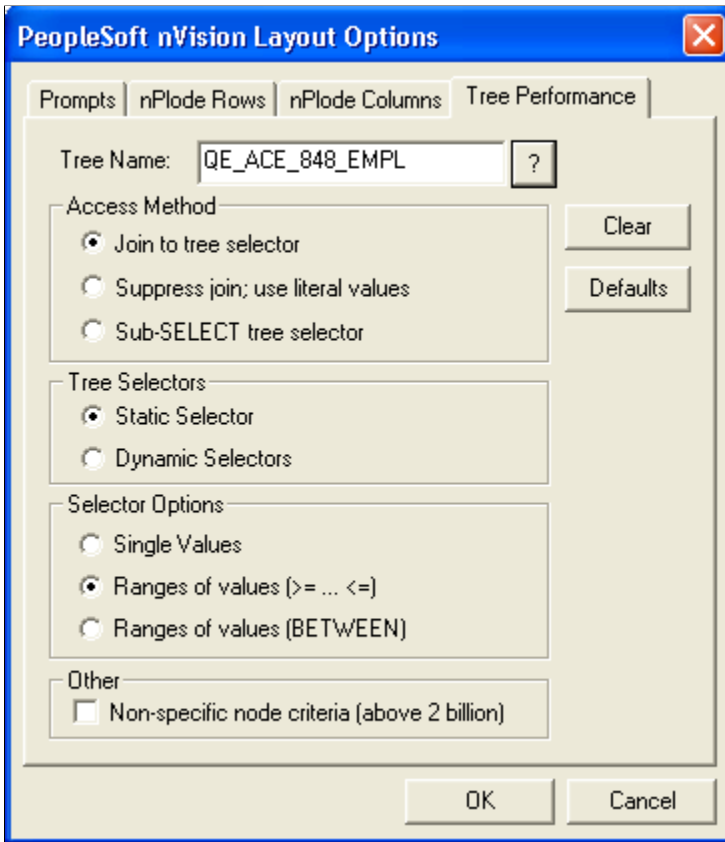 PeopleSoft nVision Layout Options
Prompts nPlode Rows nPlode Columns Tree Performance
Tree Name: QE_ACE_848_EMPL ?
Access Method
Clear
Join to tree selector
Suppress join; use literal values
Defaults
Sub-SELECT tree selector
Tree Selectors
Static Selector
Dynamic Selectors
Selector Options
Single Values
Ranges of values (>= ... <=)
Ranges of values (BETWEEN)
Other
Non-specific node criteria (above 2 billion)
OK Cancel